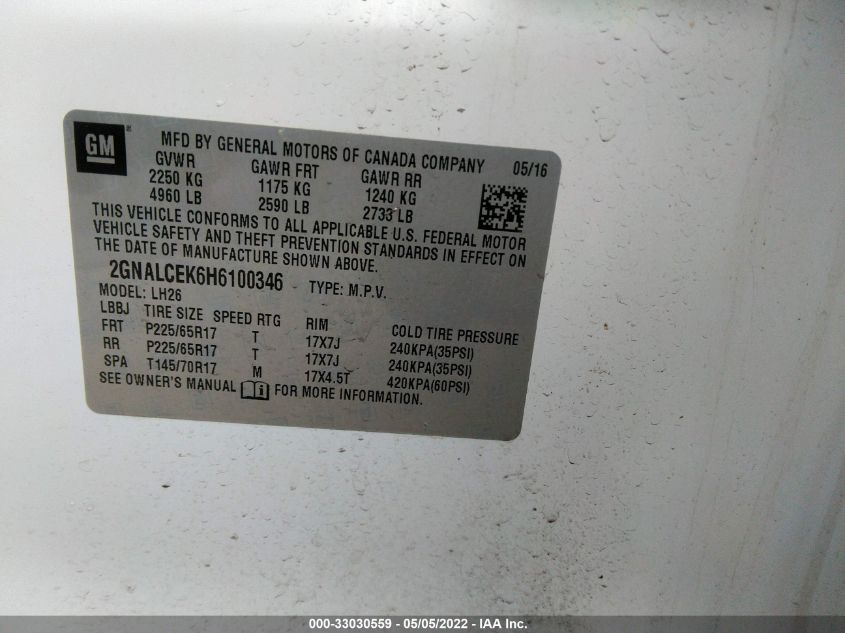 GM
MFD BY GENERAL MOTORS OF CANADA COMPANY 05/16
GVWR GAWR FRT GAWR RR
2250 KG 1175 KG 1240 KG
4960 LB 2590 LB 2733 LB
THIS VEHICLE CONFORMS TO ALL APPLICABLE U.S. FEDERAL MOTOR
VEHICLE SAFETY AND THEFT PREVENTION STANDARDS IN EFFECT ON
THE DATE OF MANUFACTURE SHOWN ABOVE.
2GNALCEK6H6100346 TYPE: M.P.V.
MODEL: LH26
LBBJ TIRE SIZE SPEED RTG RIM COLD TIRE PRESSURE
FRT P225/65R17 T 17X7J 240KPA(35PSI)
RR P225/65R17 T 17X7J 240KPA(35PSI)
SPA T145/70R17 M 17X4.5T 420KPA(60PSI)
SEE OWNER'S MANUAL i FOR MORE INFORMATION.
000-33030559 - 05/05/2022 - IAA Inc.